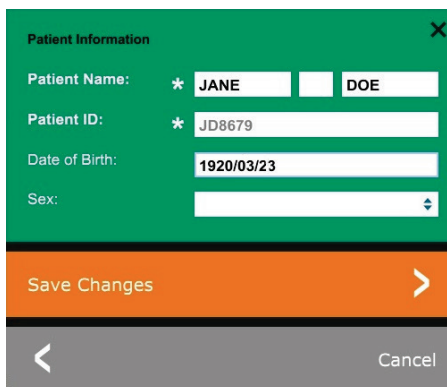 Patient Information
Patient Name: * JANE DOE
Patient ID: * JD8679
Date of Birth: 1920/03/23
Sex:
Save Changes
Cancel